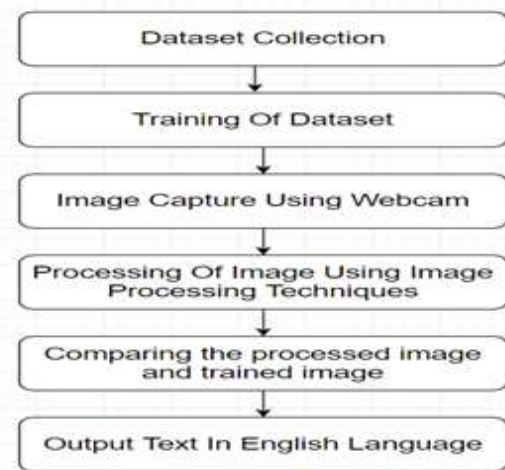 Dataset Collection
Training Of Dataset
Image Capture Using Webcam
Processing Of Image Using Image
Processing Techniques
Comparing the processed image
and trained image
Output Text In English Language